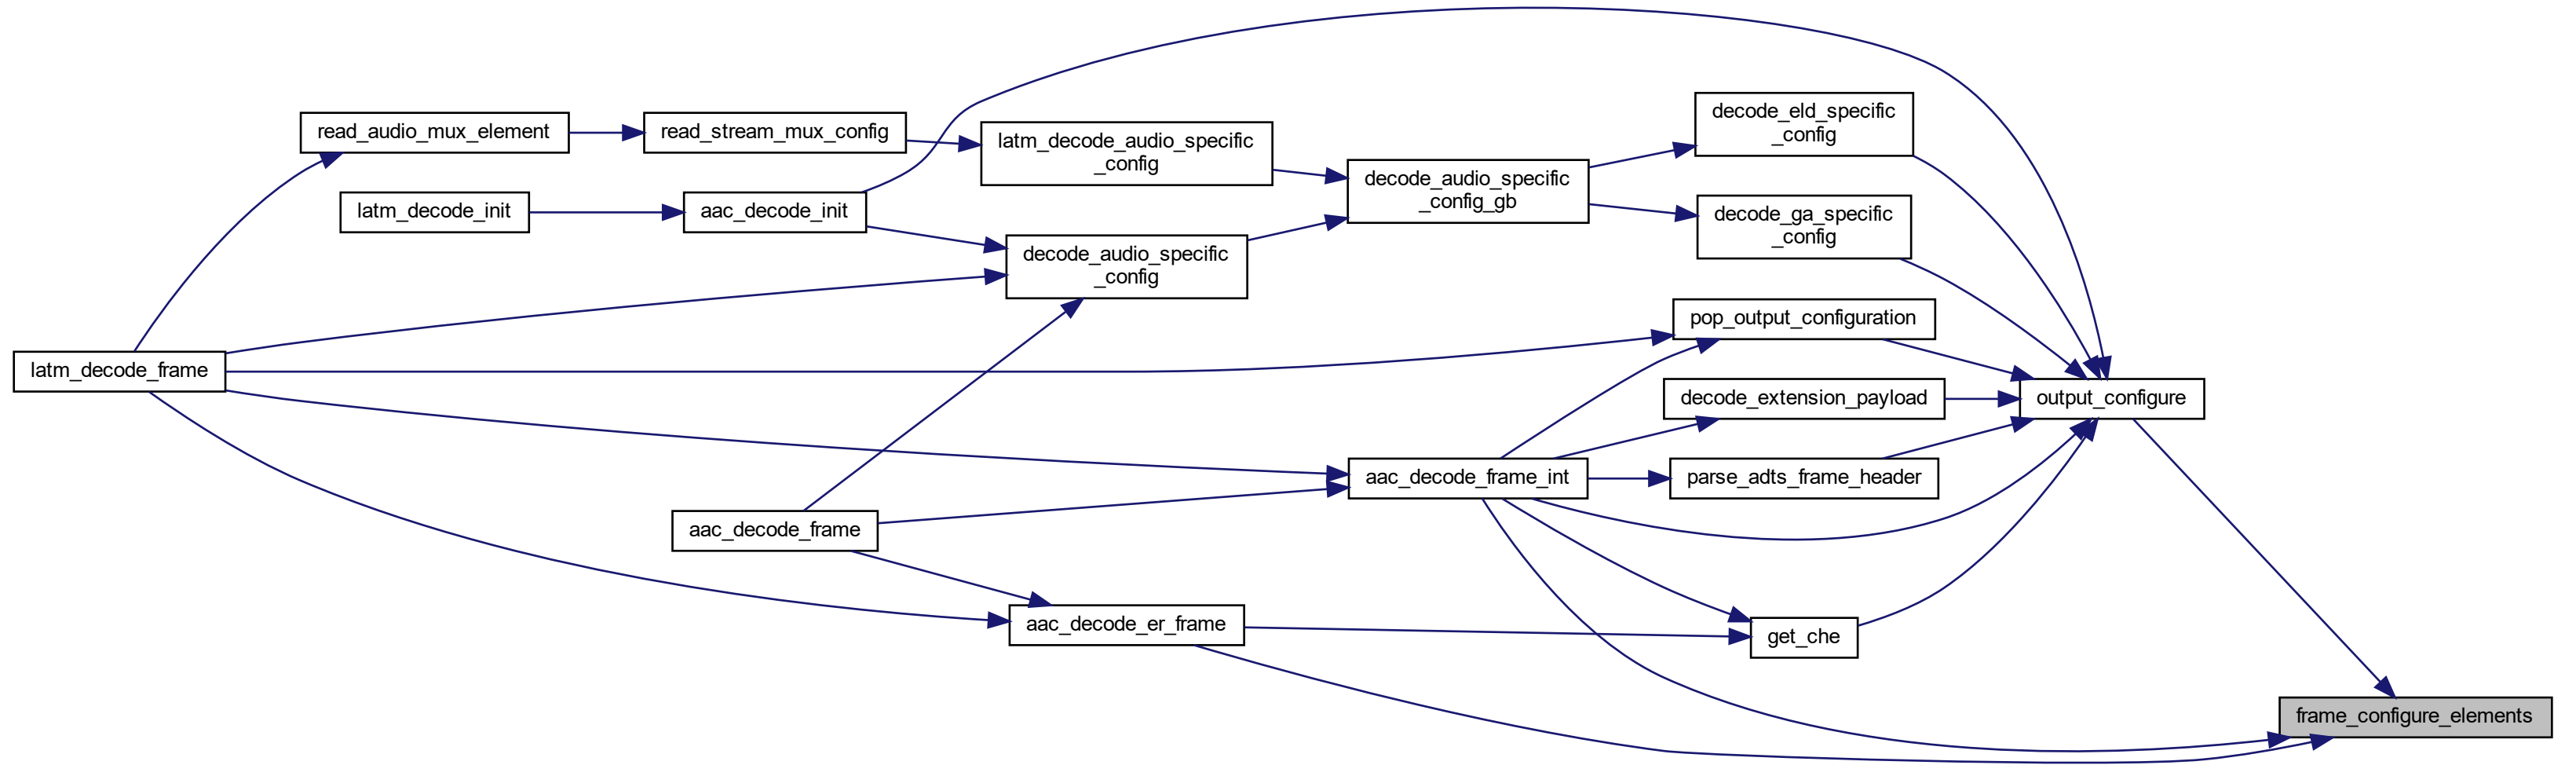 read_audio_mux_element
read_stream_mux_config
latm_decode_audio_specific
_config
decode_eld_specific
_config
decode_audio_specific
_config_gb
decode_ga_specific
_config
latm_decode_init
aac_decode_init
decode_audio_specific
_config
pop_output_configuration
latm_decode_frame
decode_extension_payload
output_configure
aac_decode_frame_int
parse_adts_frame_header
aac_decode_frame
aac_decode_er_frame
get_che
frame_configure_elements